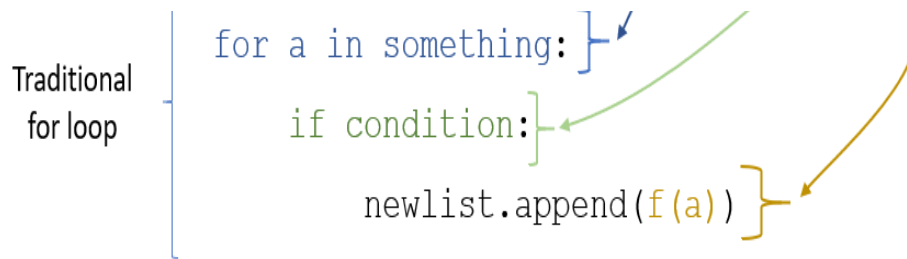 Traditional
for loop
for a in something:
if condition:
newlist.append(f(a))